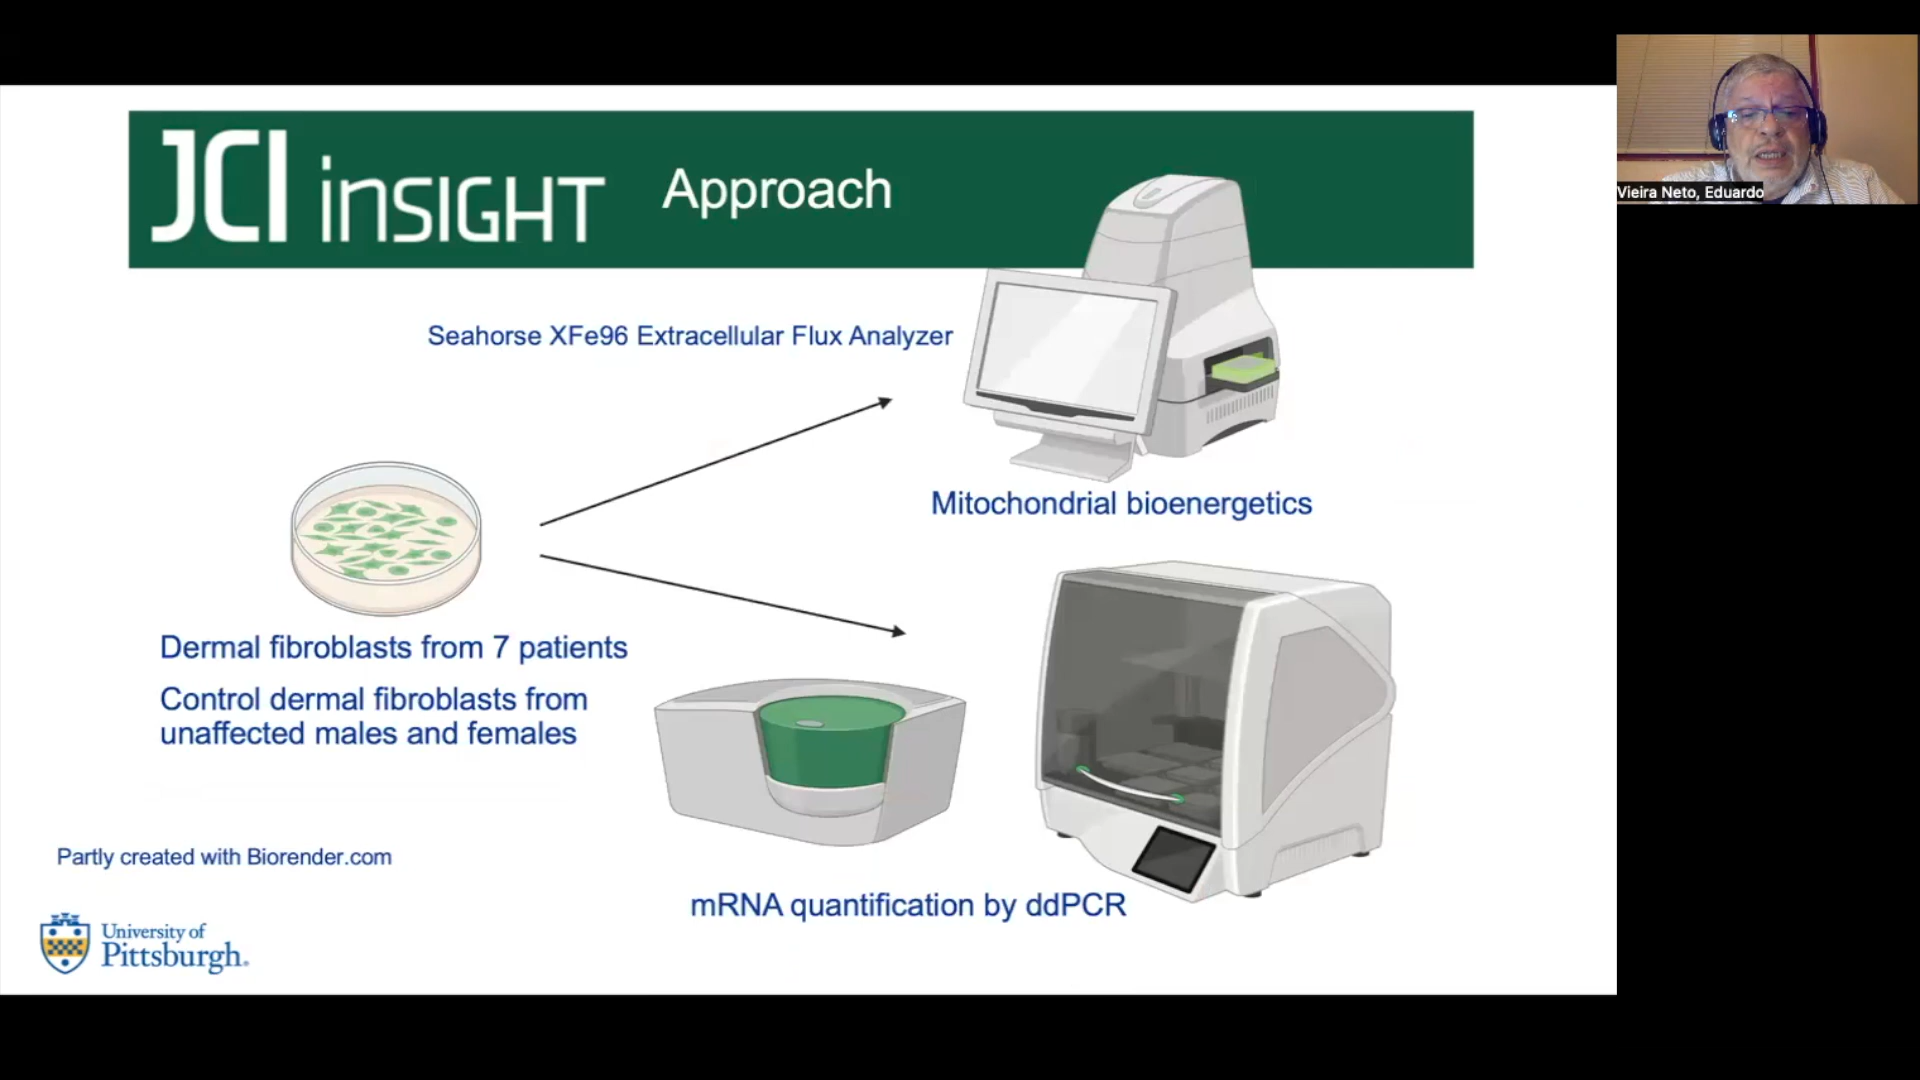 JCI inSIGHT Approach
Vieira Neto, Eduardo
Seahorse XFe96 Extracellular Flux Analyzer
Mitochondrial bioenergetics
Dermal fibroblasts from 7 patients
Control dermal fibroblasts from
unaffected males and females
Partly created with Biorender.com
mRNA quantification by ddPCR
University of
Pittsburgh®